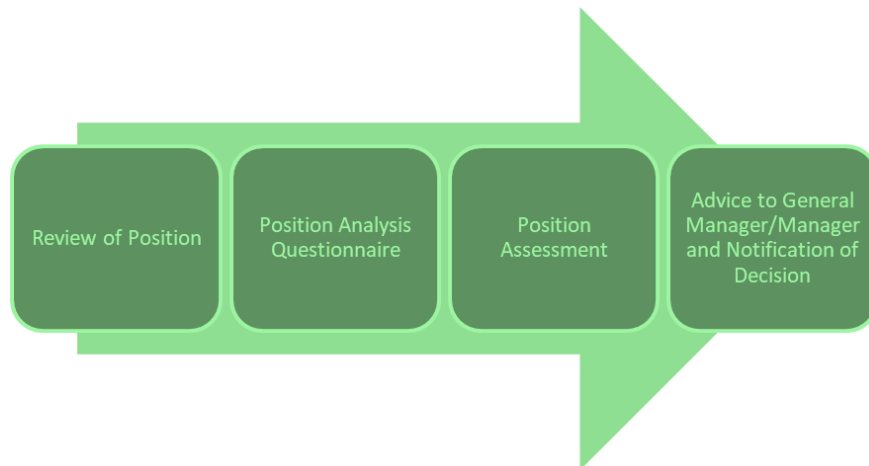 Review of Position
Position Analysis
Questionnaire
Position
Assessment
Advice to General
Manager/Manager
and Notification of
Decision